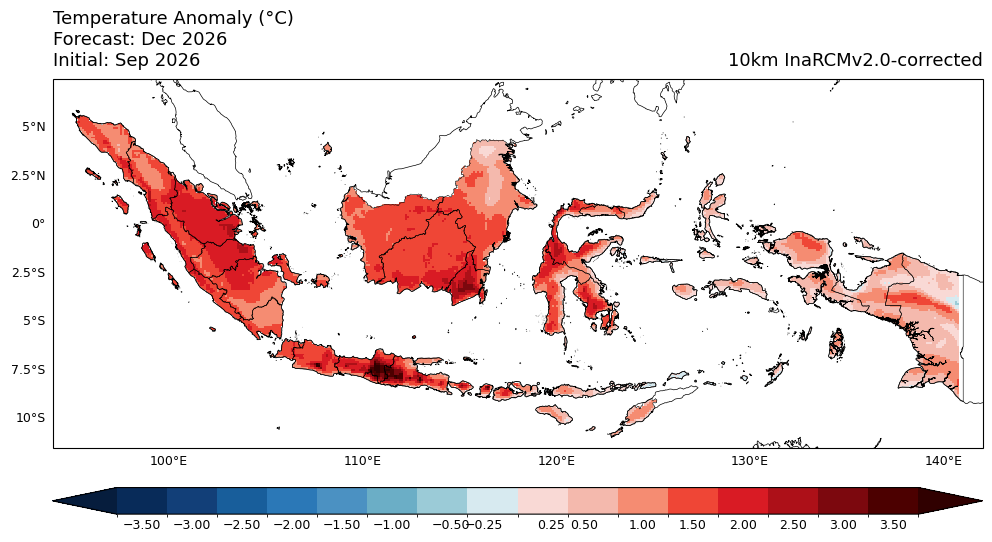 Temperature Anomaly (°C)
Forecast: Dec 2026
Initial: Sep 2026
10km InaRCMv2.0-corrected
5°N
2.5°N
0°
2.5°S
5°S
7.5°S
10°S
100°E 110°E 120°E 130°E 140°E
−3.50 −3.00 −2.50 −2.00 −1.50 −1.00 −0.50 −0.25 0.25 0.50 1.00 1.50 2.00 2.50 3.00 3.50